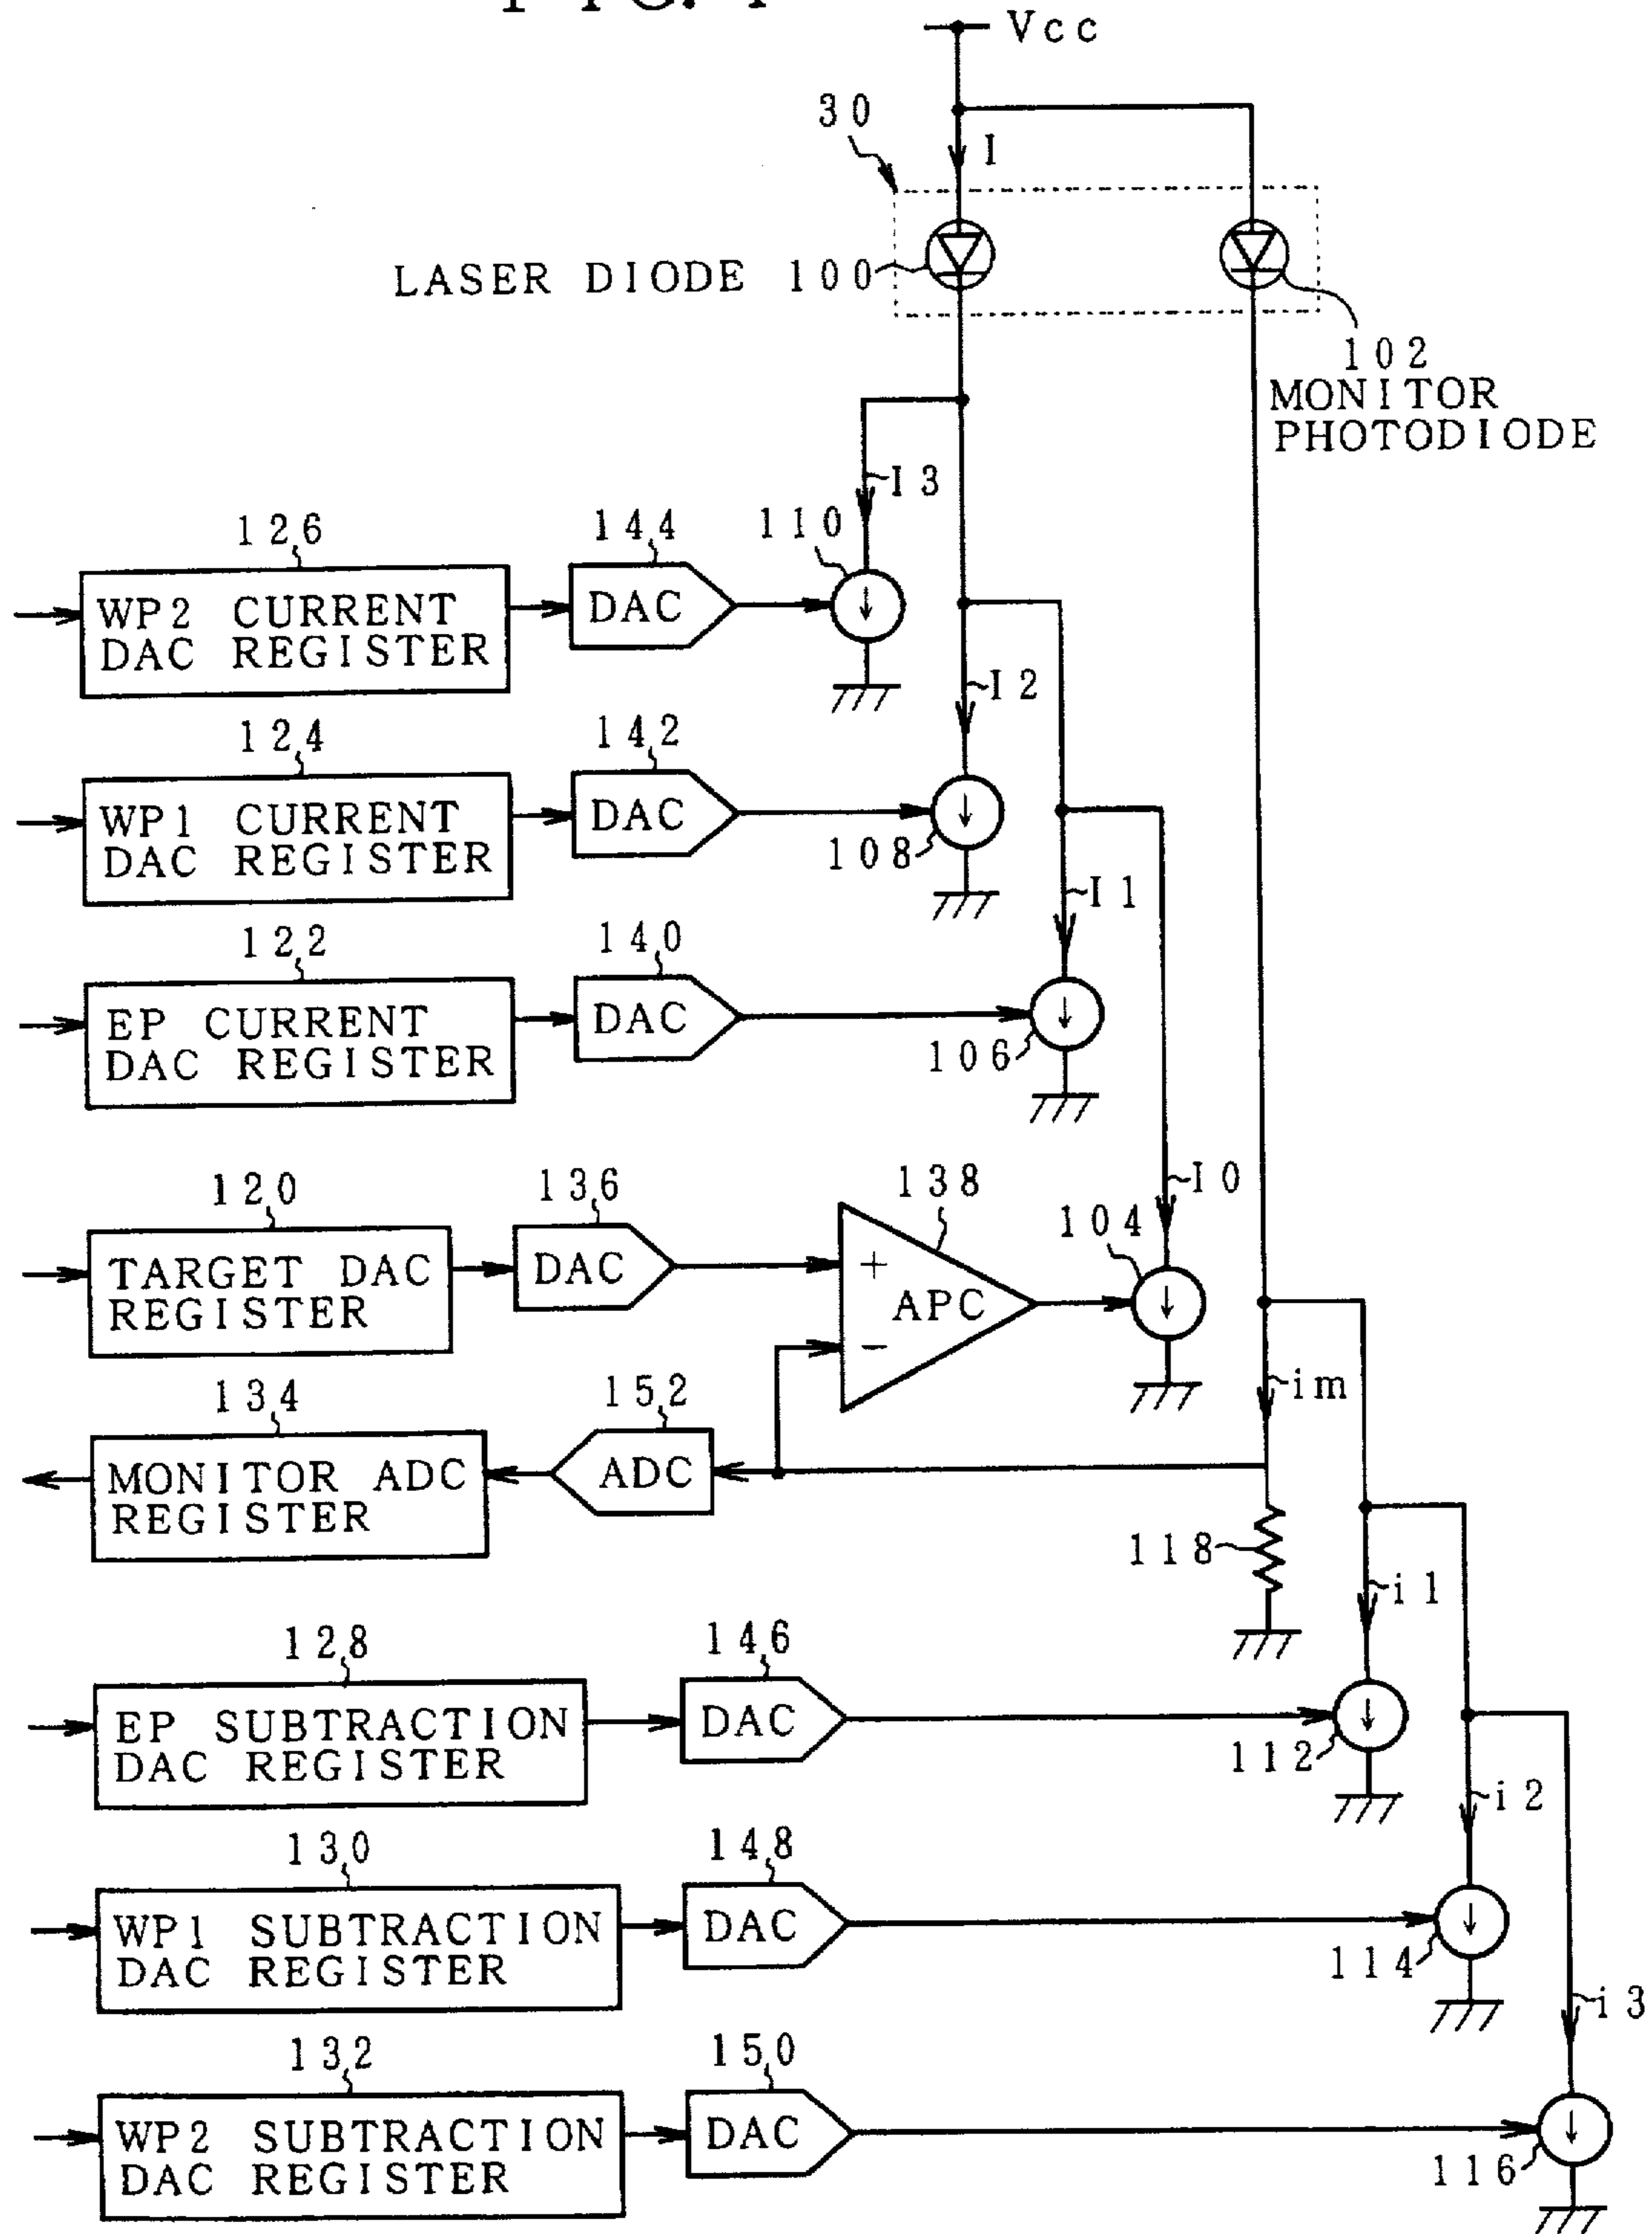 Vcc
30
I
LASER DIODE 100
102
MONITOR
PHOTODIODE
I3
126
144
110
WP2 CURRENT
DAC REGISTER
DAC
I2
124
142
WP1 CURRENT
DAC REGISTER
DAC
108
I1
122
140
EP CURRENT
DAC REGISTER
DAC
106
I0
120
136
138
104
TARGET DAC
REGISTER
DAC
+
APC
−
im
134
152
MONITOR ADC
REGISTER
ADC
118
i1
128
146
EP SUBTRACTION
DAC REGISTER
DAC
112
i2
130
148
WP1 SUBTRACTION
DAC REGISTER
DAC
114
i3
132
150
WP2 SUBTRACTION
DAC REGISTER
DAC
116